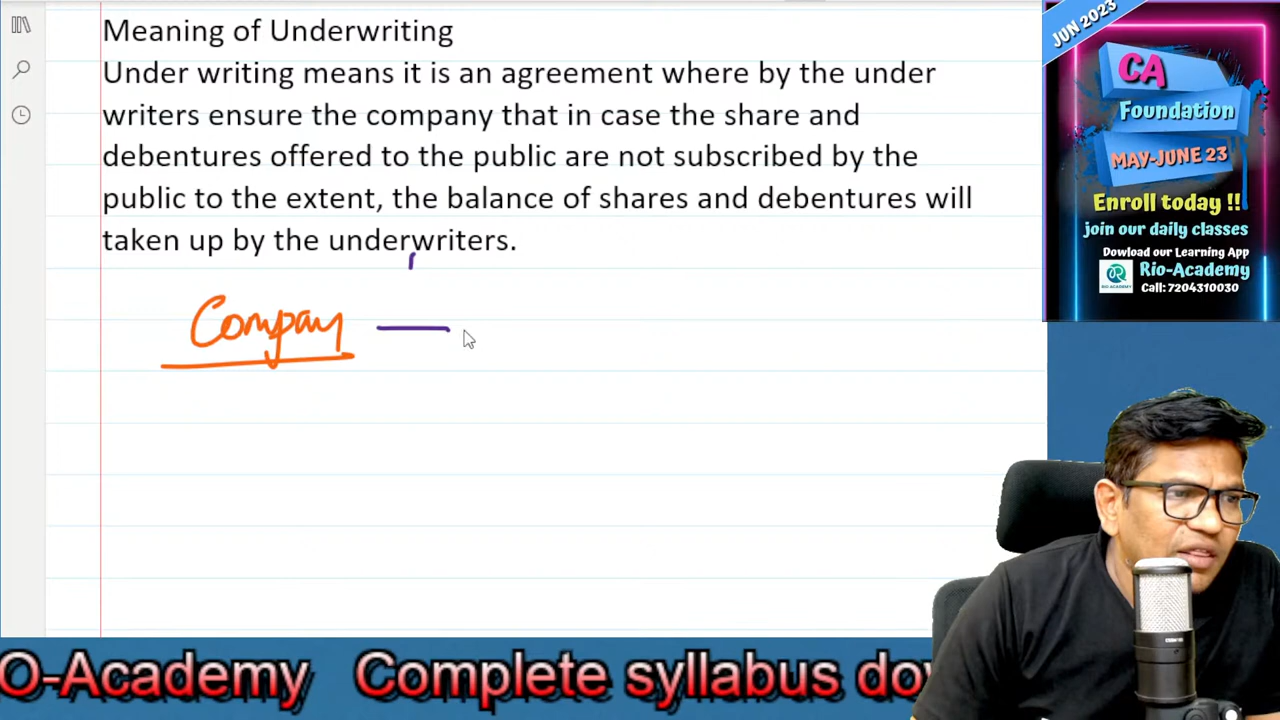 Meaning of Underwriting
Under writing means it is an agreement where by the under
writers ensure the company that in case the share and
debentures offered to the public are not subscribed by the
public to the extent, the balance of shares and debentures will
taken up by the underwriters.
Compay
JUN 2023
CA
Foundation
MAY-JUNE 23
Enroll today !!
join our daily classes
Dowload our Learning App
RIO ACADEMY
Rio-Academy
Call: 7204310030
O-Academy Complete syllabus dov